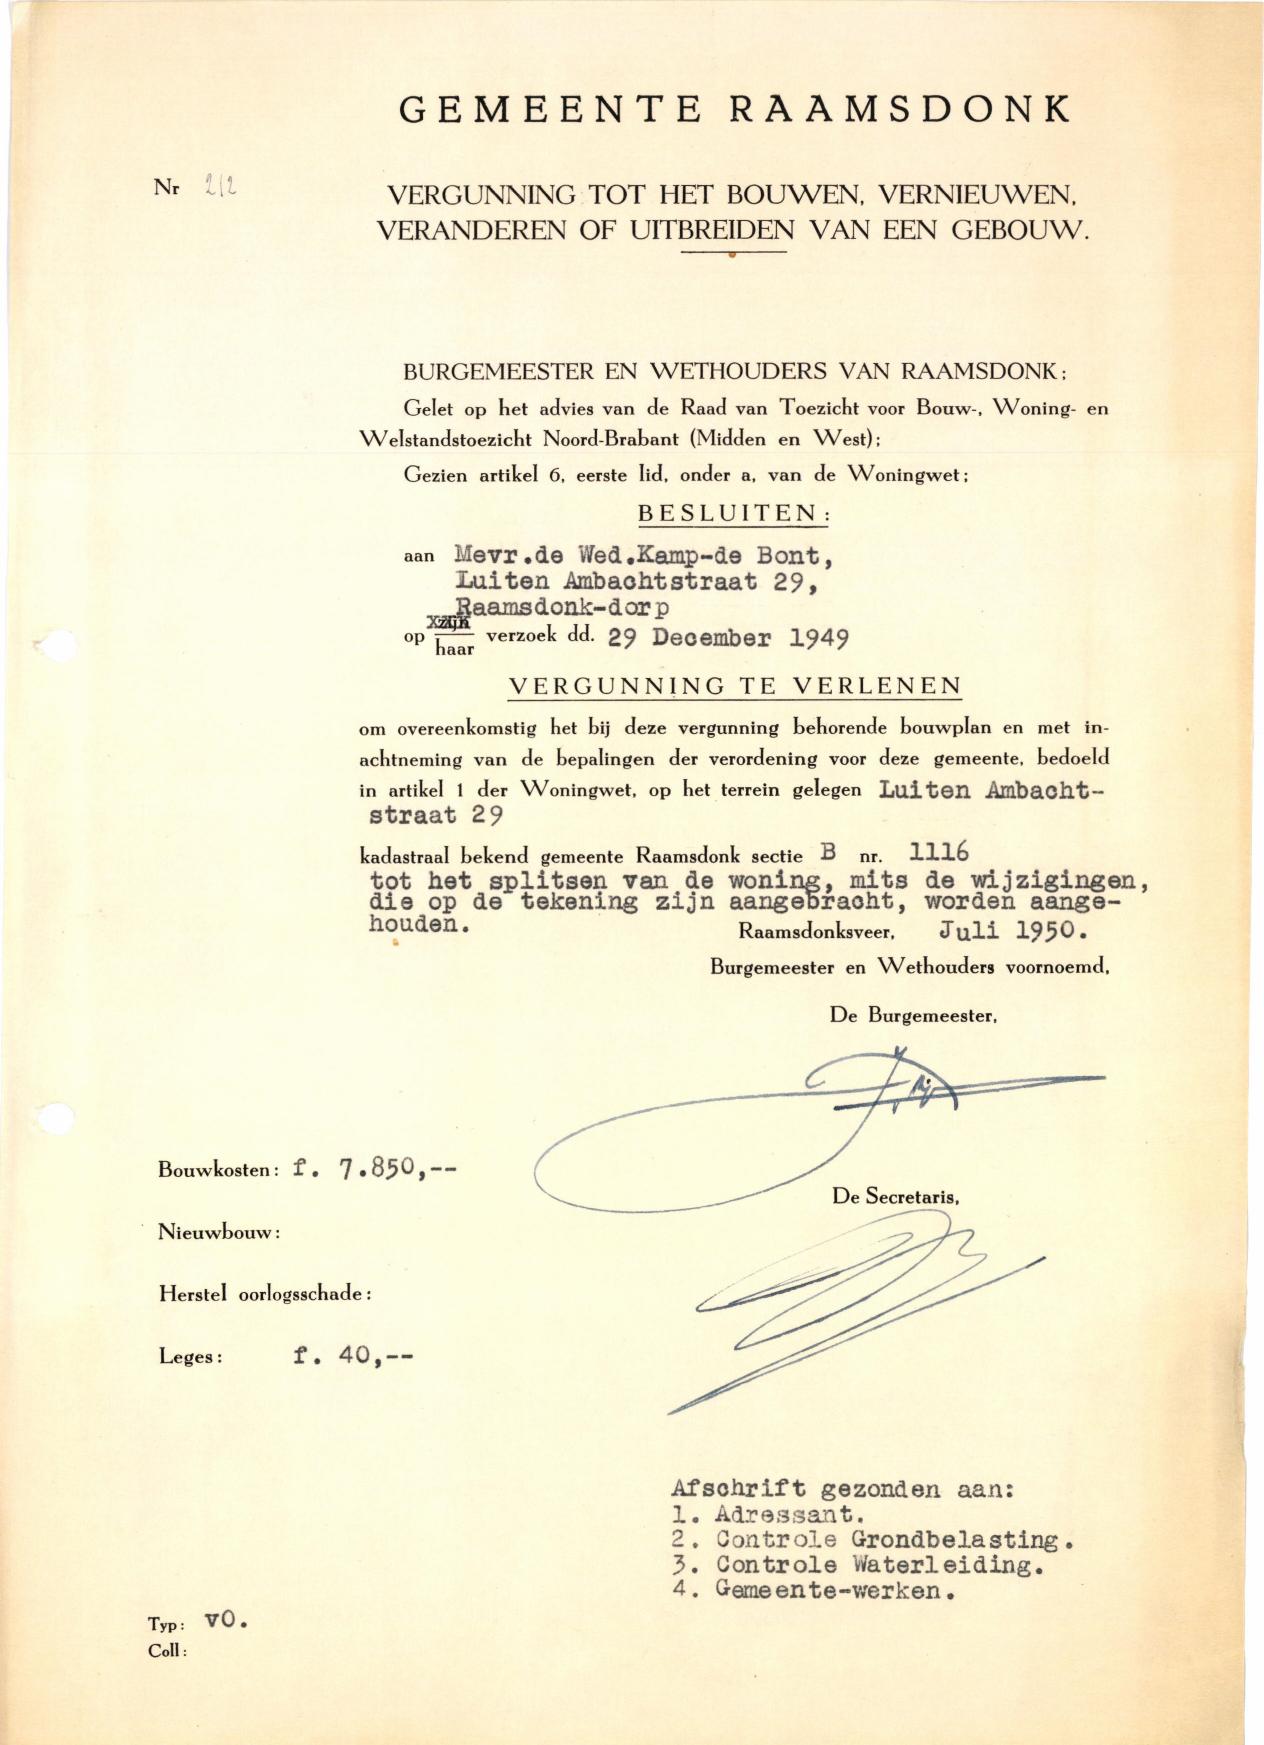 GEMEENTE RAAMSDONK
Nr 212
VERGUNNING TOT HET BOUWEN, VERNIEUWEN,
VERANDEREN OF UITBREIDEN VAN EEN GEBOUW.
BURGEMEESTER EN WETHOUDERS VAN RAAMSDONK:
Gelet op het advies van de Raad van Toezicht voor Bouw-, Woning- en
Welstandstoezicht Noord-Brabant (Midden en West);
Gezien artikel 6, eerste lid, onder a, van de Woningwet;
BESLUITEN:
aan Mevr.de Wed.Kamp-de Bont,
Luiten Ambachtstraat 29,
Raamsdonk-dorp
op haar verzoek dd. 29 December 1949
VERGUNNING TE VERLENEN
om overeenkomstig het bij deze vergunning behorende bouwplan en met in-
achtneming van de bepalingen der verordening voor deze gemeente, bedoeld
in artikel 1 der Woningwet, op het terrein gelegen Luiten Ambacht-
straat 29
kadastraal bekend gemeente Raamsdonk sectie B nr. 1116
tot het splitsen van de woning, mits de wijzigingen,
die op de tekening zijn aangebracht, worden aange-
houden.
Raamsdonksveer, Juli 1950.
Burgemeester en Wethouders voornoemd,
De Burgemeester,
Bouwkosten: f. 7.850,--
De Secretaris,
Nieuwbouw:
Herstel oorlogsschade:
Leges: f. 40,--
Afschrift gezonden aan:
1. Adressant.
2. Controle Grondbelasting.
3. Controle Waterleiding.
4. Gemeente-werken.
Typ: vO.
Coll: